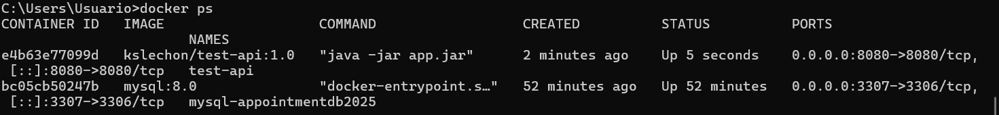 C:\Users\Usuario>docker ps
CONTAINER ID   IMAGE                   COMMAND                  CREATED          STATUS          PORTS
                       NAMES
e4b63e77099d   kslechon/test-api:1.0   "java -jar app.jar"      2 minutes ago    Up 5 seconds    0.0.0.0:8080->8080/tcp,
 [::]:8080->8080/tcp   test-api
bc05cb50247b   mysql:8.0               "docker-entrypoint.s…"   52 minutes ago   Up 52 minutes   0.0.0.0:3307->3306/tcp,
 [::]:3307->3306/tcp   mysql-appointmentdb2025